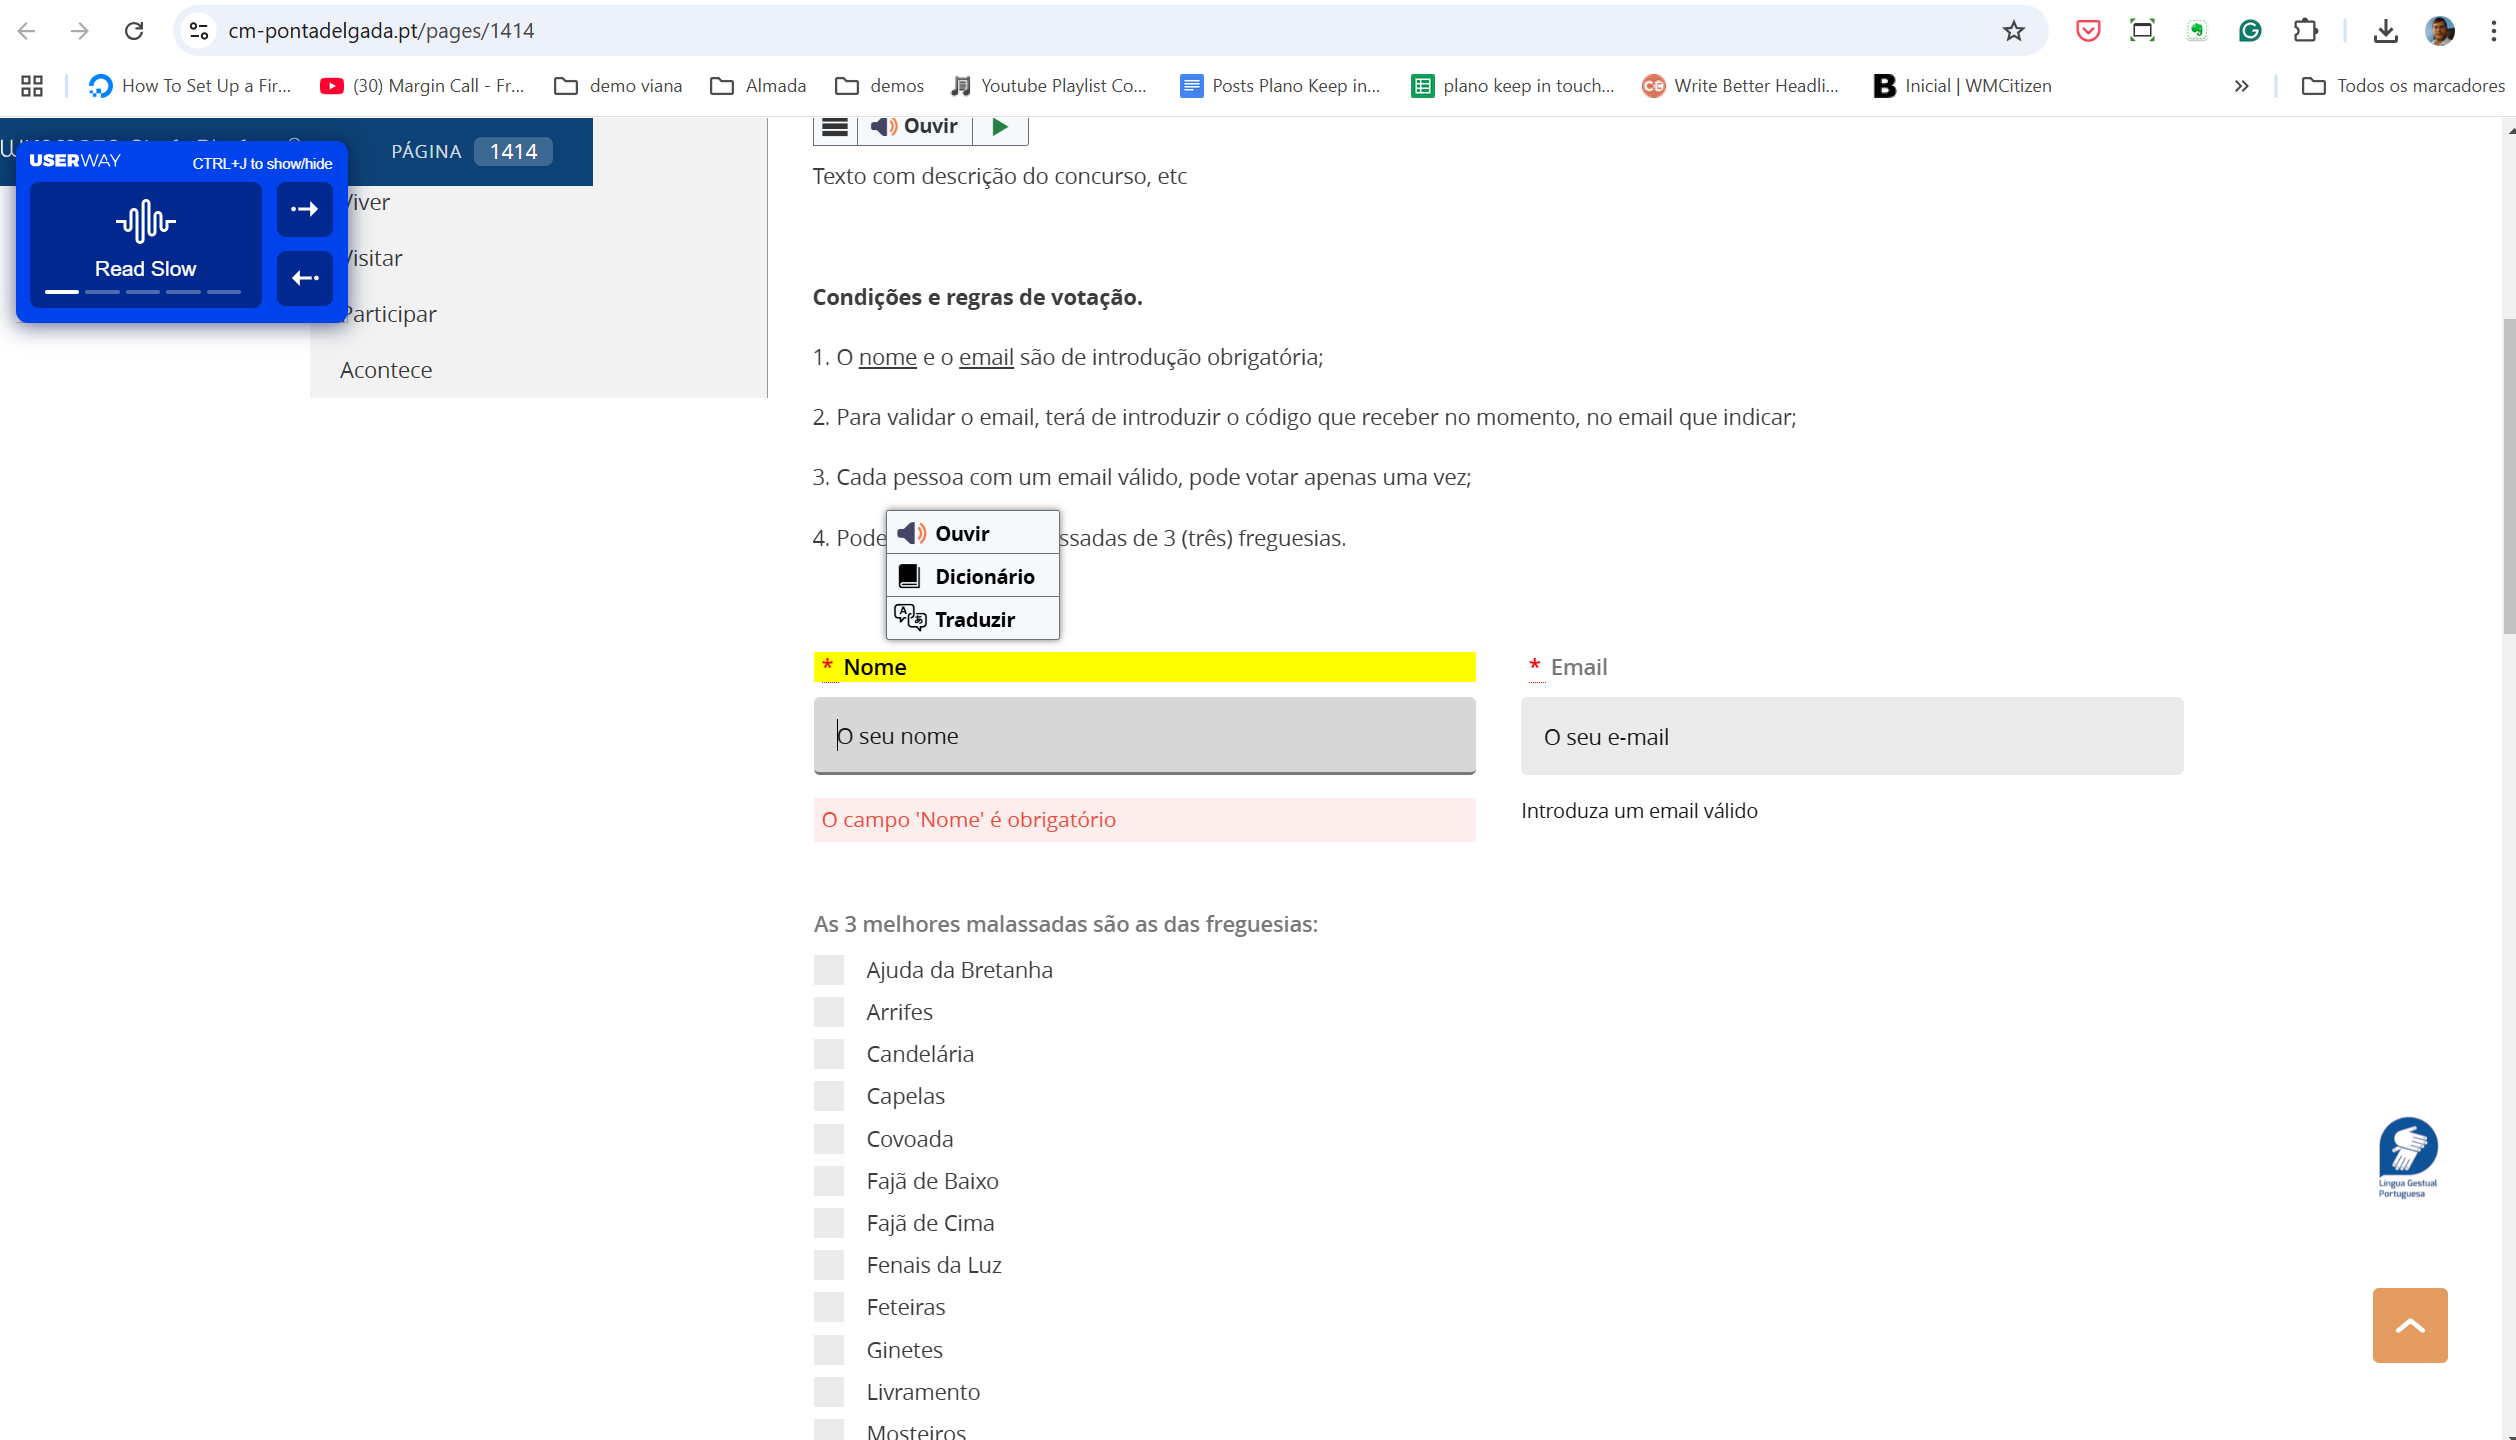 cm-pontadelgada.pt/pages/1414
How To Set Up a Fir...
(30) Margin Call - Fr...
demo viana
Almada
demos
Youtube Playlist Co...
Posts Plano Keep in...
plano keep in touch...
Write Better Headli...
Inicial | WMCitizen
Todos os marcadores
PÁGINA 1414
USERWAY
CTRL+J to show/hide
Read Slow
Viver
Visitar
Participar
Acontece
Ouvir
Texto com descrição do concurso, etc
Condições e regras de votação.
1. O nome e o email são de introdução obrigatória;
2. Para validar o email, terá de introduzir o código que receber no momento, no email que indicar;
3. Cada pessoa com um email válido, pode votar apenas uma vez;
4. Pode ssadas de 3 (três) freguesias.
Ouvir
Dicionário
Traduzir
* Nome
O seu nome
O campo 'Nome' é obrigatório
* Email
O seu e-mail
Introduza um email válido
As 3 melhores malassadas são as das freguesias:
Ajuda da Bretanha
Arrifes
Candelária
Capelas
Covoada
Fajã de Baixo
Fajã de Cima
Fenais da Luz
Feteiras
Ginetes
Livramento
Mosteiros
Língua Gestual
Portuguesa